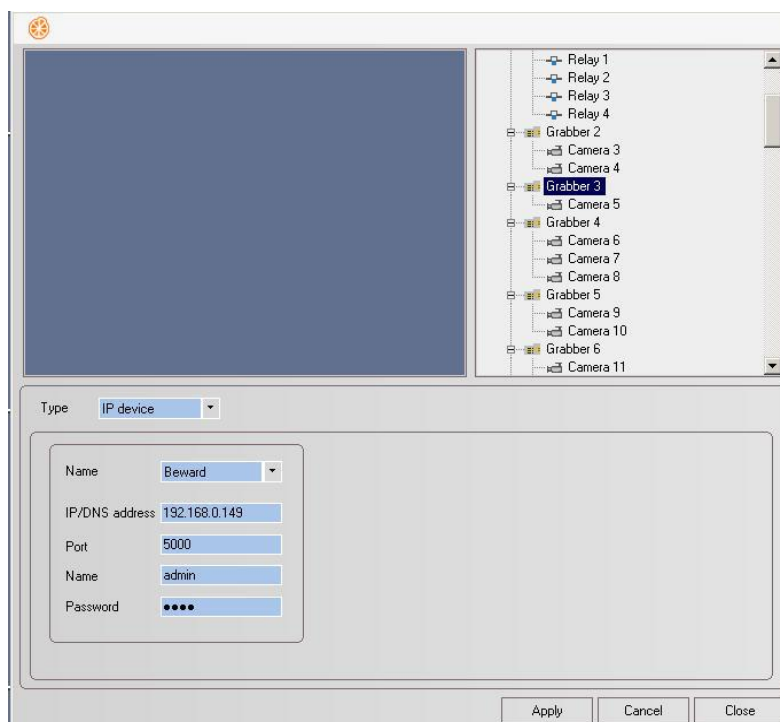 Relay 1
Relay 2
Relay 3
Relay 4
Grabber 2
Camera 3
Camera 4
Grabber 3
Camera 5
Grabber 4
Camera 6
Camera 7
Camera 8
Grabber 5
Camera 9
Camera 10
Grabber 6
Camera 11
Type IP device
Name Beward
IP/DNS address 192.168.0.149
Port 5000
Name admin
Password ●●●●
Apply Cancel Close